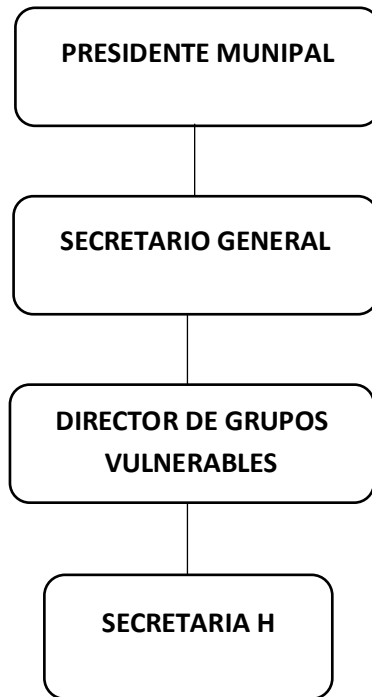 PRESIDENTE MUNIPAL
SECRETARIO GENERAL
DIRECTOR DE GRUPOS
VULNERABLES
SECRETARIA H